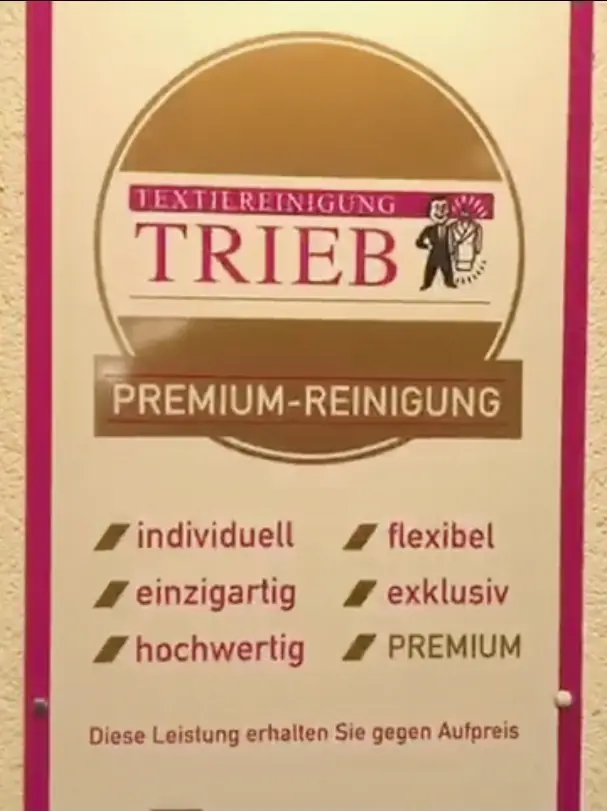 TEXTILREINIGUNG
TRIEB
PREMIUM-REINIGUNG
individuell
flexibel
einzigartig
exklusiv
hochwertig
PREMIUM
Diese Leistung erhalten Sie gegen Aufpreis